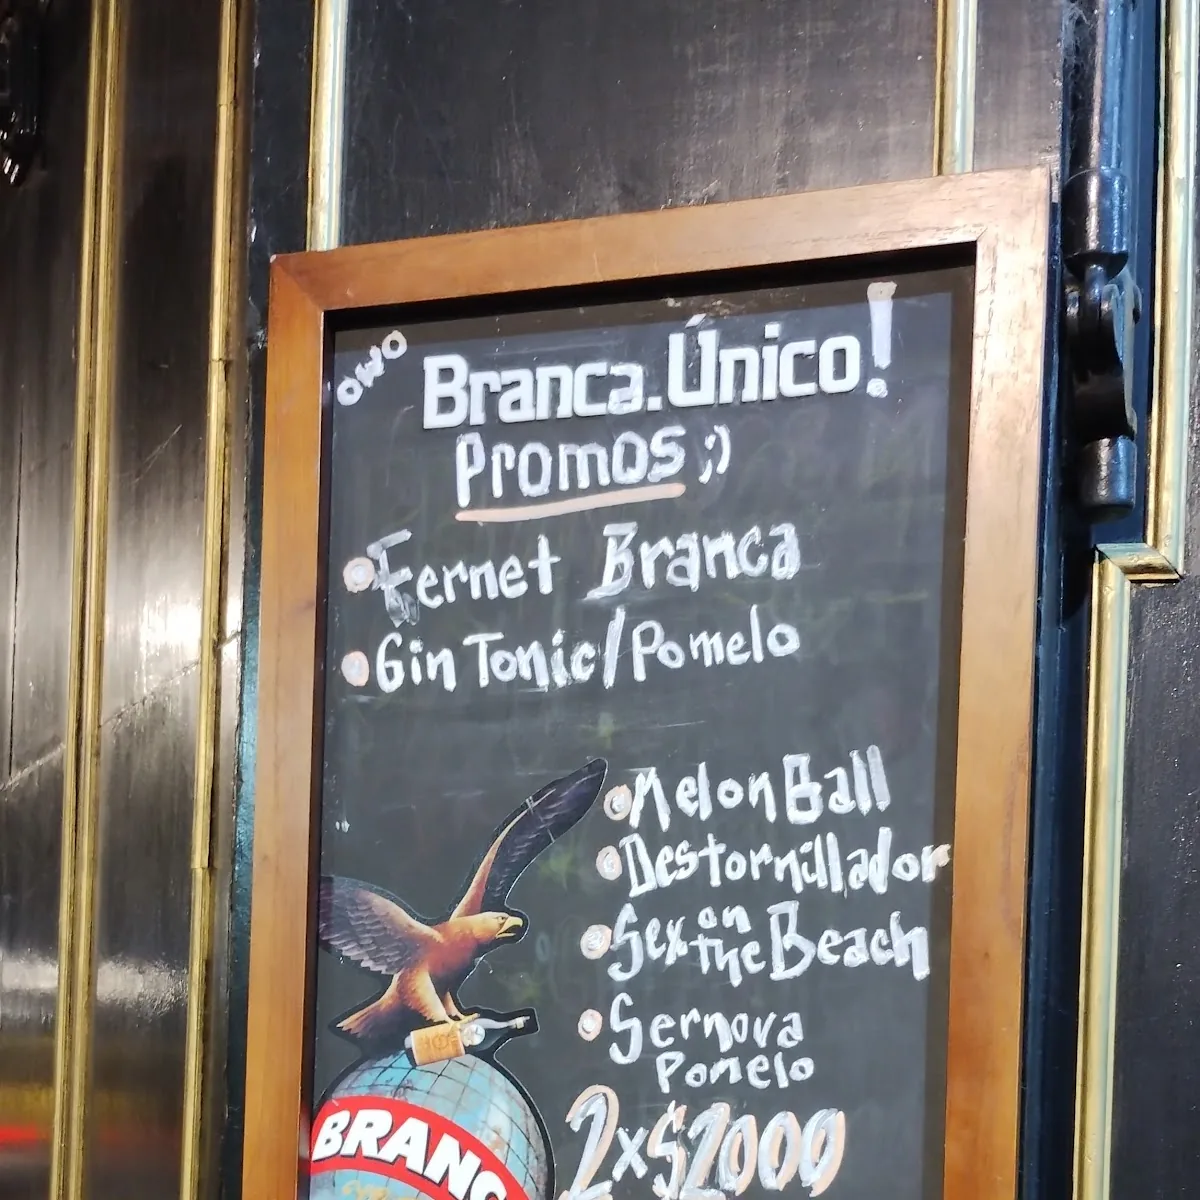 OWO
Branca.Único!
Promos ;)
Fernet Branca
Gin Tonic/Pomelo
Melon Ball
Destornillador
Sex on the Beach
Sernova
Pomelo
2x$2000
BRANC